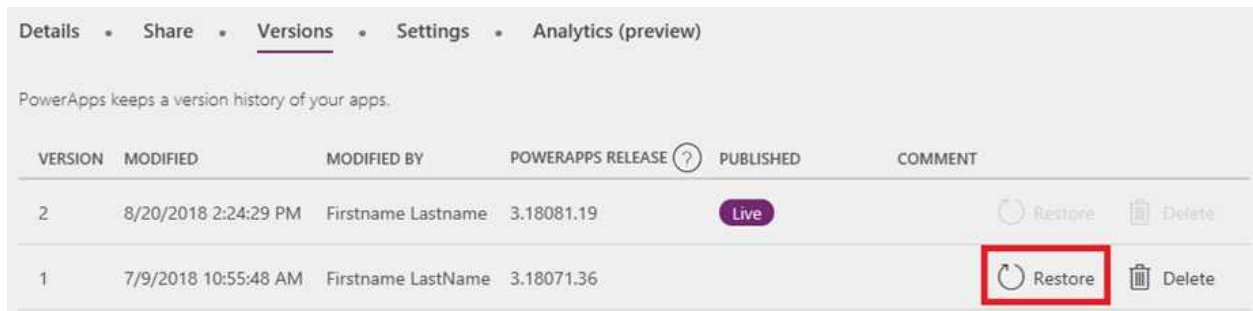 Details • Share • Versions • Settings • Analytics (preview)
PowerApps keeps a version history of your apps.
VERSION MODIFIED MODIFIED BY POWERAPPS RELEASE ? PUBLISHED COMMENT
2 8/20/2018 2:24:29 PM Firstname Lastname 3.18081.19 Live Restore Delete
1 7/9/2018 10:55:48 AM Firstname LastName 3.18071.36 Restore Delete